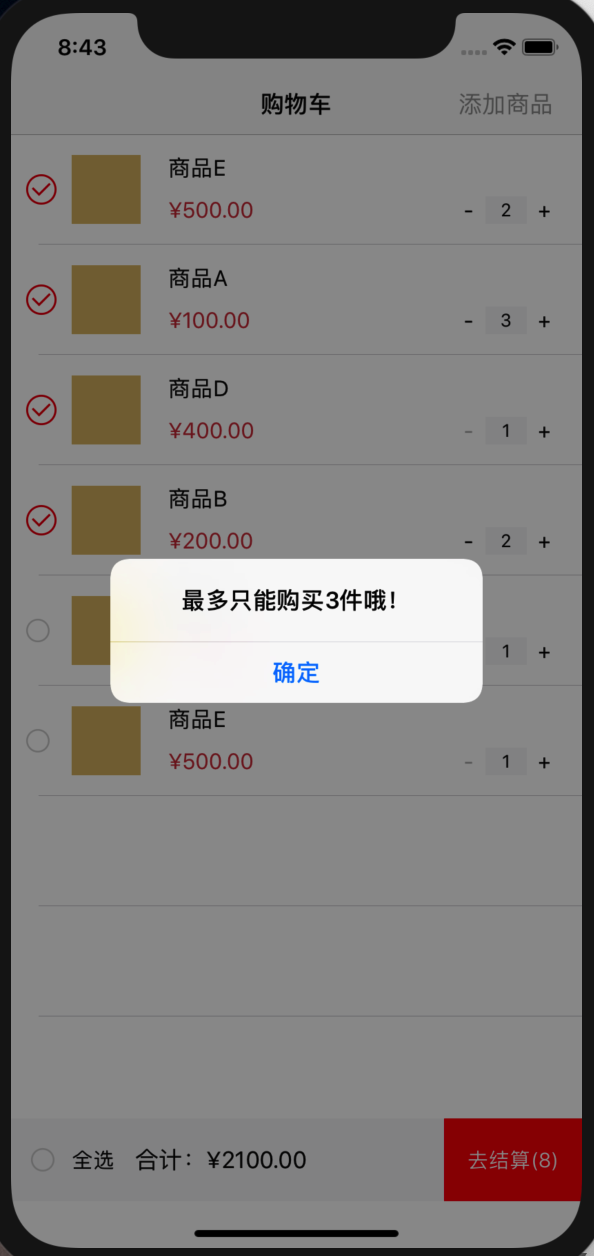 8:43
购物车 添加商品
商品E
¥500.00 - 2 +
商品A
¥100.00 - 3 +
商品D
¥400.00 - 1 +
商品B
¥200.00 - 2 +
最多只能购买3件哦！
1 +
确定
商品E
¥500.00 - 1 +
全选 合计：¥2100.00 去结算(8)